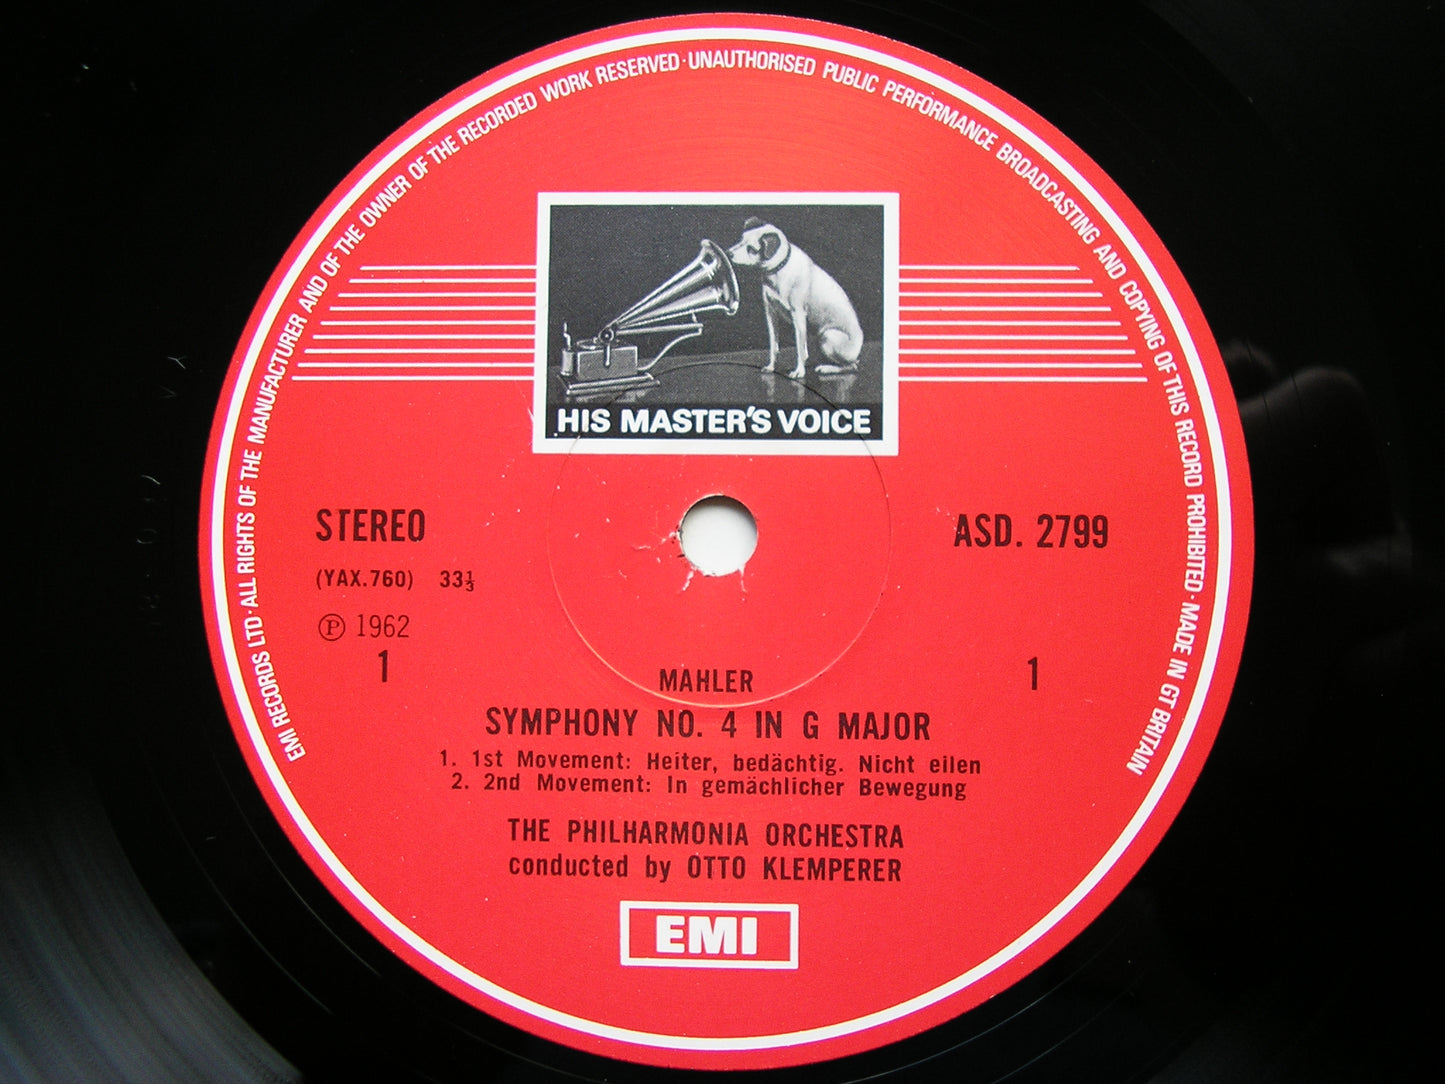 EMI RECORDS LTD · ALL RIGHTS OF THE MANUFACTURER AND OF THE OWNER OF THE RECORDED WORK RESERVED · UNAUTHORISED PUBLIC PERFORMANCE BROADCASTING AND COPYING OF THIS RECORD PROHIBITED · MADE IN GT BRITAIN
HIS MASTER'S VOICE
STEREO ASD. 2799
(YAX.760) 33⅓
℗ 1962
1 1
MAHLER
SYMPHONY NO. 4 IN G MAJOR
1. 1st Movement: Heiter, bedächtig. Nicht eilen
2. 2nd Movement: In gemächlicher Bewegung
THE PHILHARMONIA ORCHESTRA
conducted by OTTO KLEMPERER
EMI